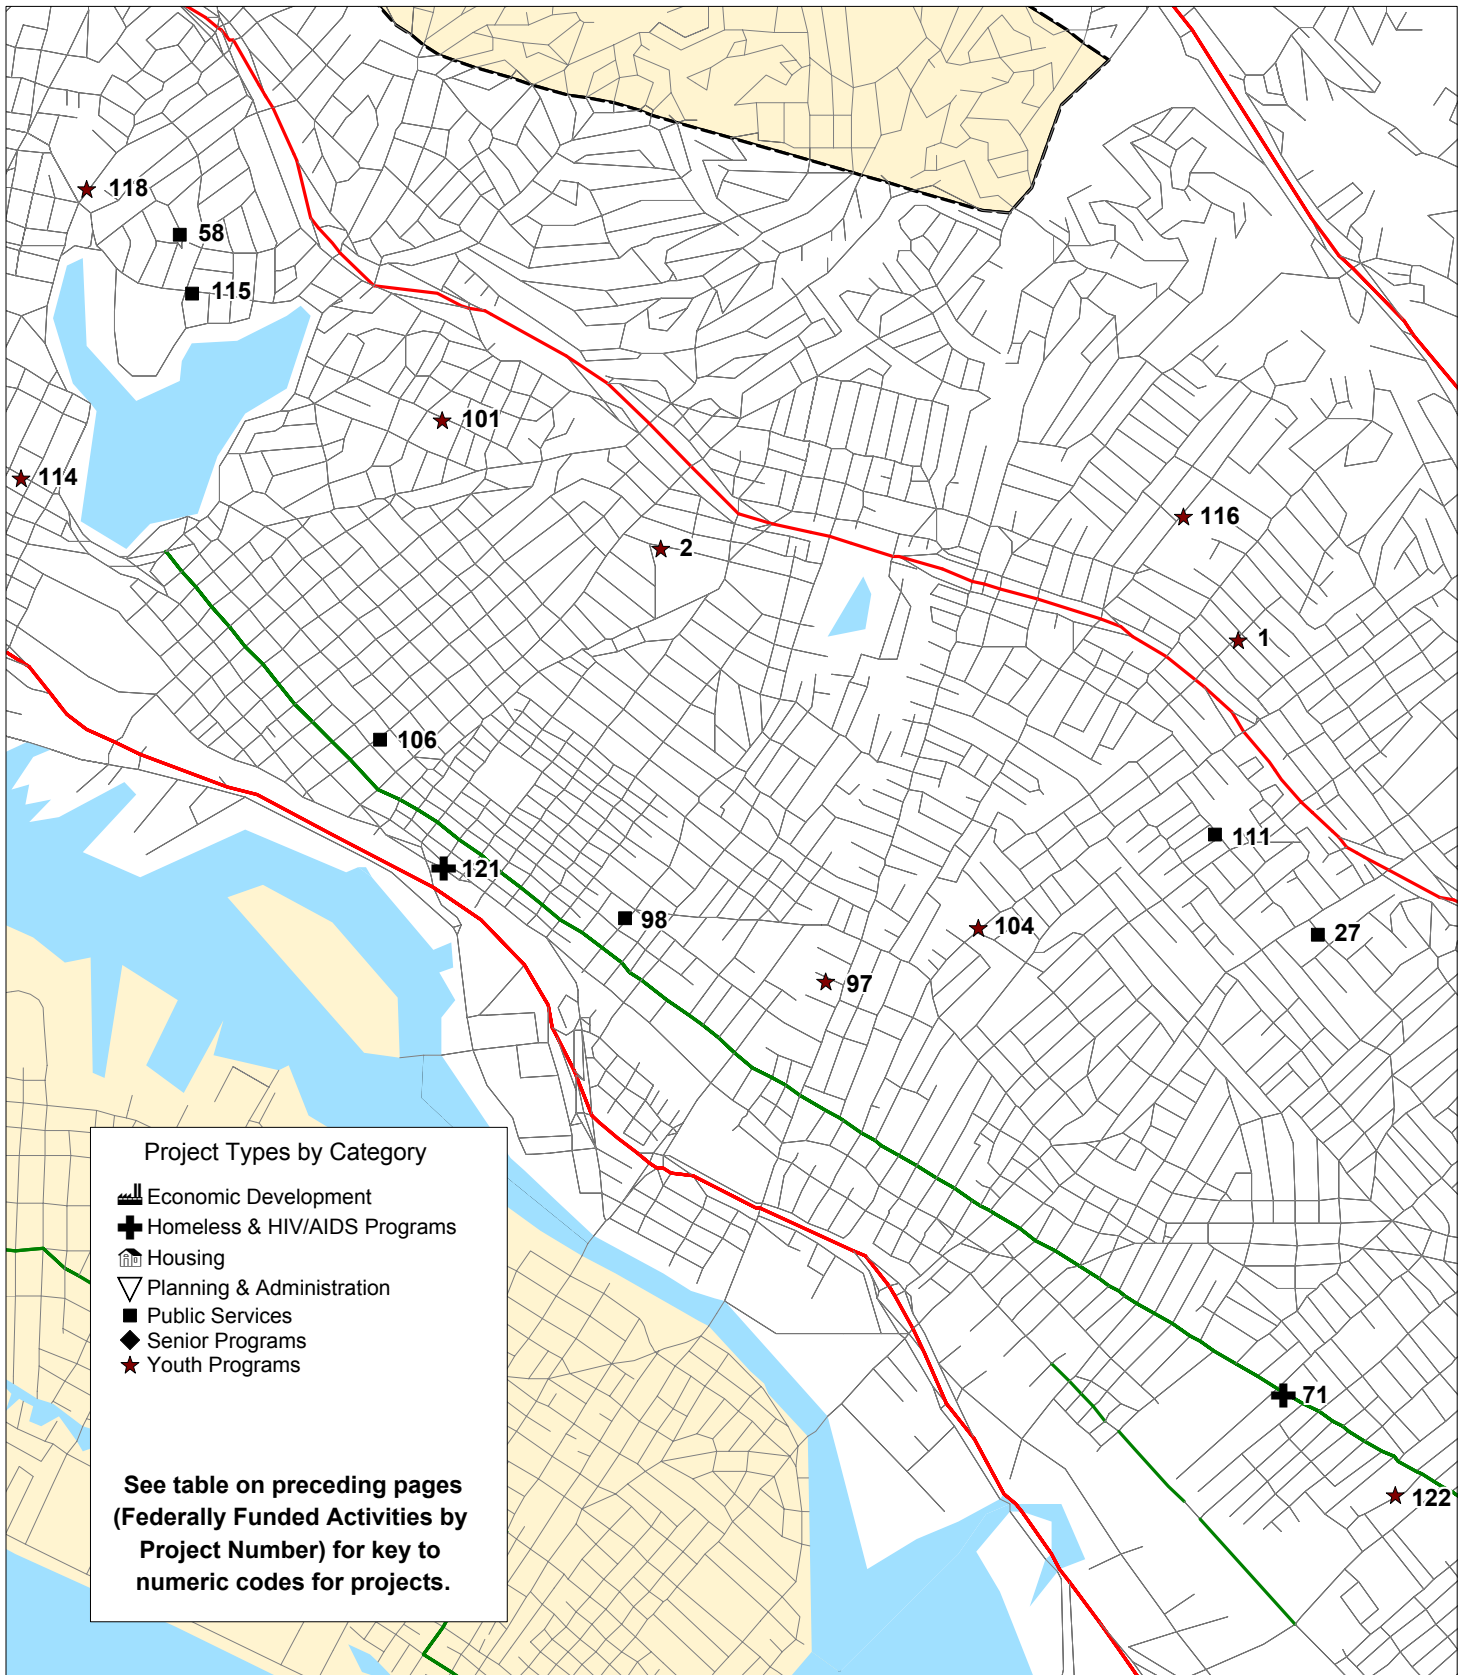 118
58
115
101
114
116
2
1
106
111
121
98
104
27
97
Project Types by Category
Economic Development
Homeless & HIV/AIDS Programs
Housing
Planning & Administration
Public Services
Senior Programs
Youth Programs
71
See table on preceding pages
(Federally Funded Activities by
Project Number) for key to
numeric codes for projects.
122